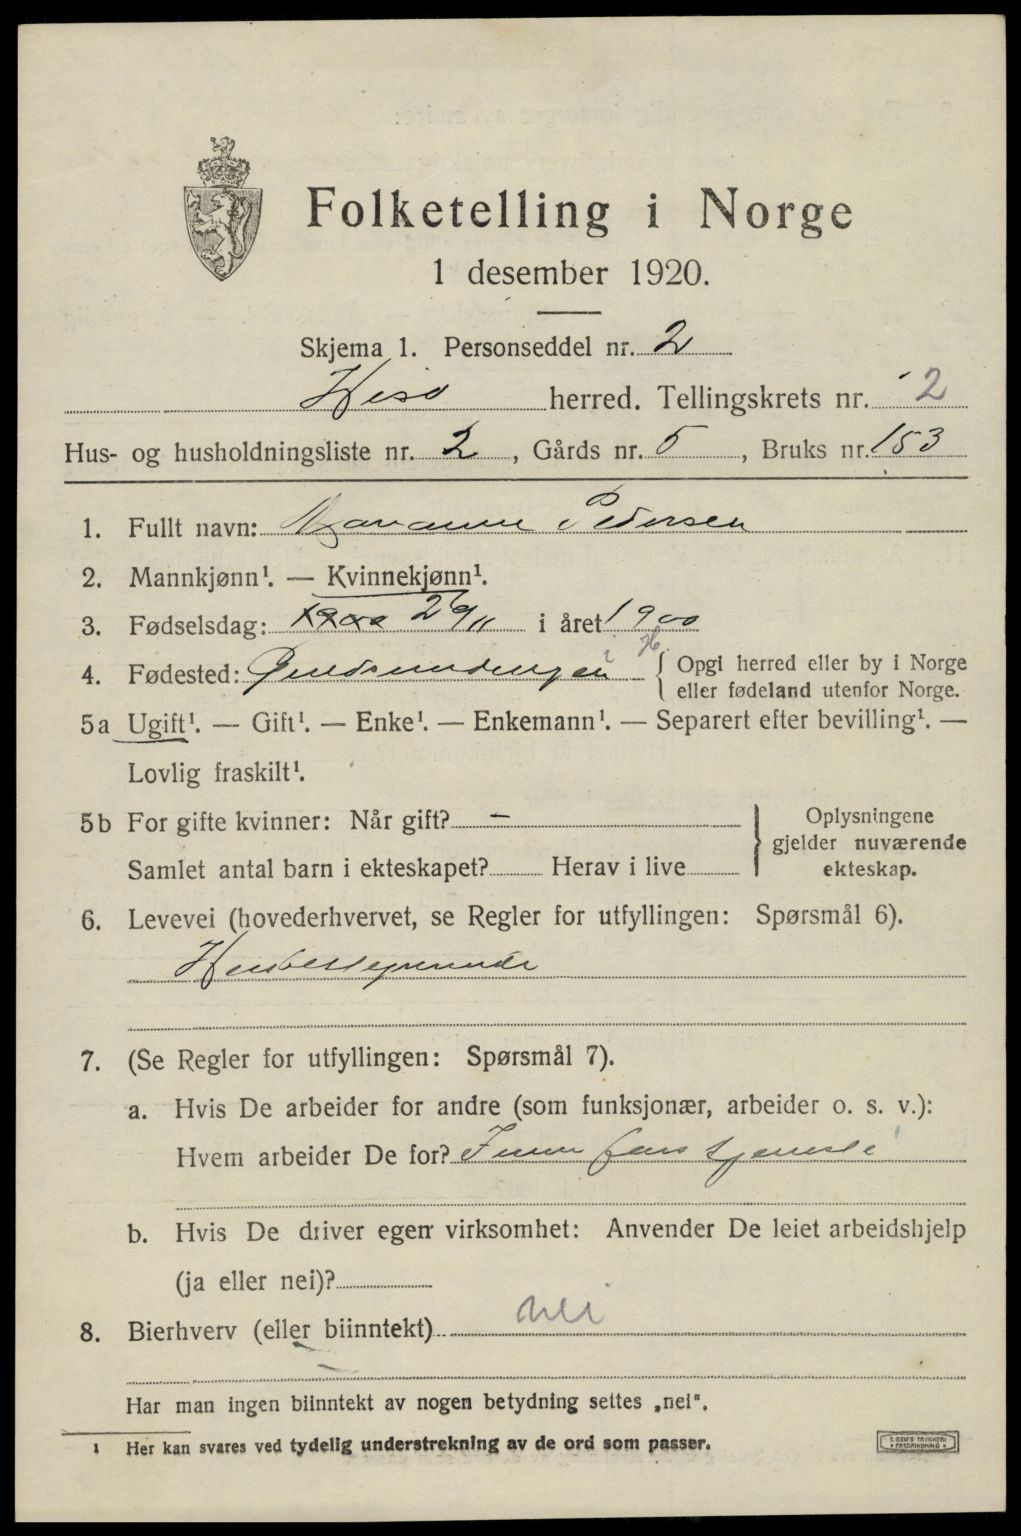 Folketelling i Norge
1 desember 1920.
Skjema 1. Personseddel nr. 2
Hisø herred. Tellingskrets nr. 2
Hus- og husholdningsliste nr. 2, Gårds nr. 5, Bruks nr. 153
1. Fullt navn: Marianne Pedersen
2. Mannkjønn¹. — Kvinnekjønn¹.
3. Fødselsdag: 1900 29/11 i året 1900
4. Fødested: i H. { Opgi herred eller by i Norge
eller fødeland utenfor Norge.
5a Ugift¹. — Gift¹. — Enke¹. — Enkemann¹. — Separert efter bevilling¹. —
Lovlig fraskilt¹.
5b For gifte kvinner: Når gift? –
Samlet antal barn i ekteskapet? Herav i live
} Oplysningene
gjelder nuværende
ekteskap.
6. Levevei (hovederhvervet, se Regler for utfyllingen: Spørsmål 6).
7. (Se Regler for utfyllingen: Spørsmål 7).
a. Hvis De arbeider for andre (som funksjonær, arbeider o. s. v.):
Hvem arbeider De for? tjeneste
b. Hvis De driver egen virksomhet: Anvender De leiet arbeidshjelp
(ja eller nei)?
8. Bierhverv (eller biinntekt) nei
Har man ingen biinntekt av nogen betydning settes „nei“.
¹ Her kan svares ved tydelig understrekning av de ord som passer.
E. SEM'S TRYKKERI
FREDRIKSHALD